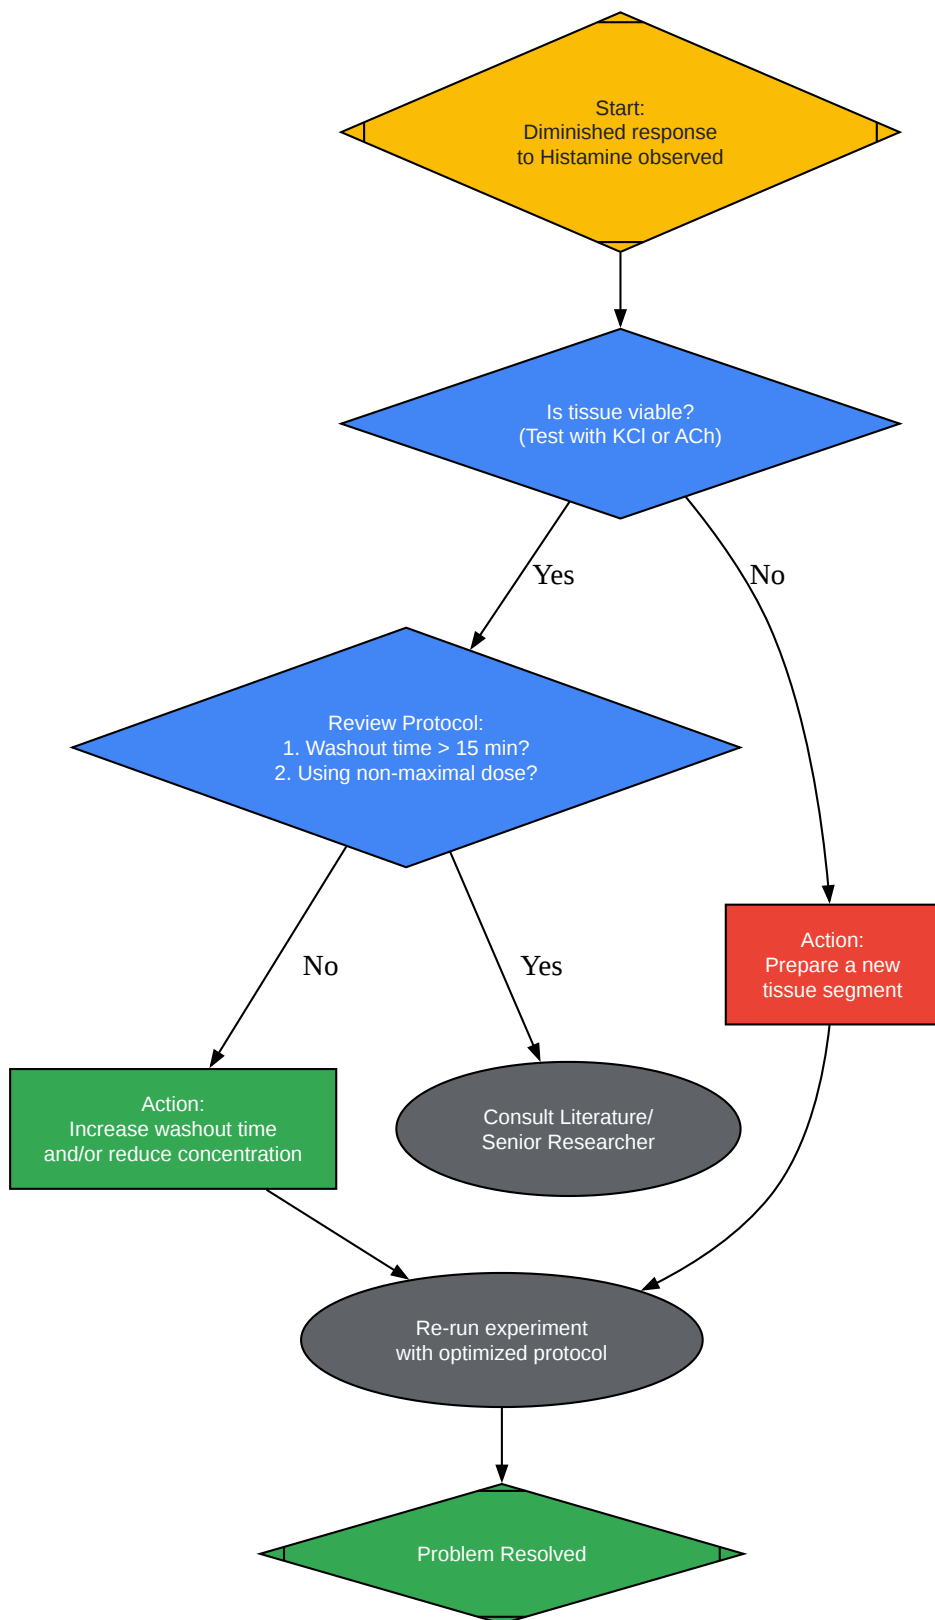 Start:
Diminished response
to Histamine observed
Is tissue viable?
(Test with KCl or ACh)
Yes
No
Review Protocol:
1. Washout time > 15 min?
2. Using non-maximal dose?
No
Yes
Action:
Prepare a new
tissue segment
Action:
Increase washout time
and/or reduce concentration
Consult Literature/
Senior Researcher
Re-run experiment
with optimized protocol
Problem Resolved